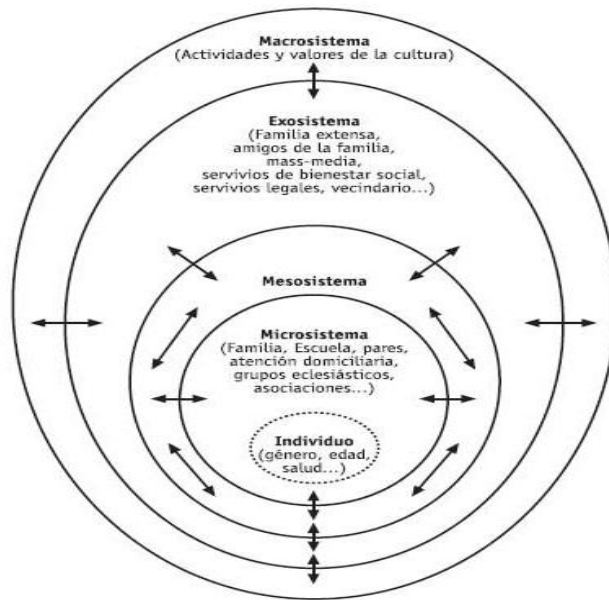 Macrosistema
(Actividades y valores de la cultura)
Exosistema
(Familia extensa,
amigos de la familia,
mass-media,
servivios de bienestar social,
servivios legales, vecindario...)
Mesosistema
Microsistema
(Familia, Escuela, pares,
atención domiciliaria,
grupos eclesiásticos,
asociaciones...)
Individuo
(género, edad,
salud...)